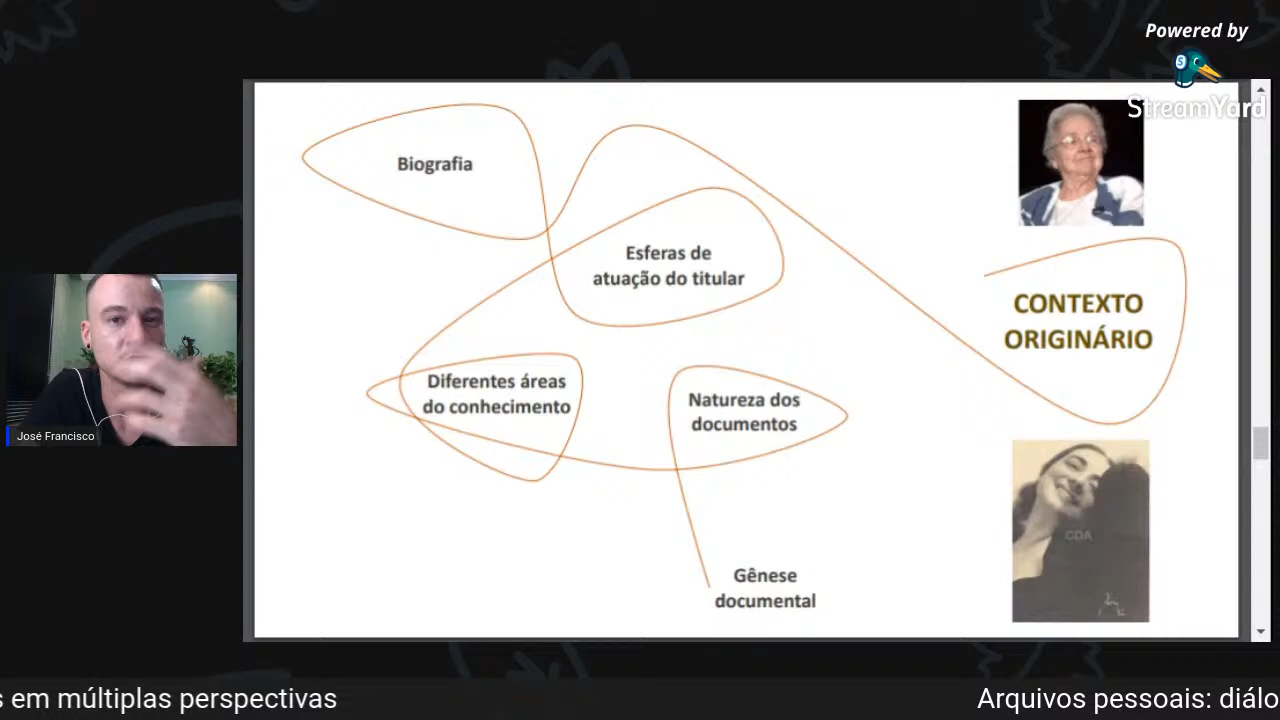 Powered by
StreamYard
Biografia
Esferas de
atuação do titular
CONTEXTO
ORIGINÁRIO
Diferentes áreas
do conhecimento
Natureza dos
documentos
José Francisco
CDA
Gênese
documental
s em múltiplas perspectivas
Arquivos pessoais: diálo